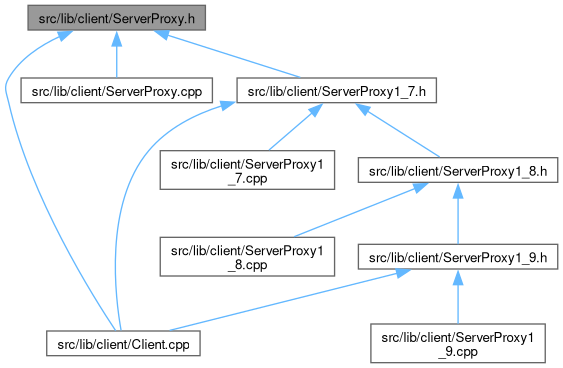 src/lib/client/ServerProxy.h
src/lib/client/ServerProxy.cpp
src/lib/client/ServerProxy1_7.h
src/lib/client/ServerProxy1
_7.cpp
src/lib/client/ServerProxy1_8.h
src/lib/client/ServerProxy1
_8.cpp
src/lib/client/ServerProxy1_9.h
src/lib/client/Client.cpp
src/lib/client/ServerProxy1
_9.cpp